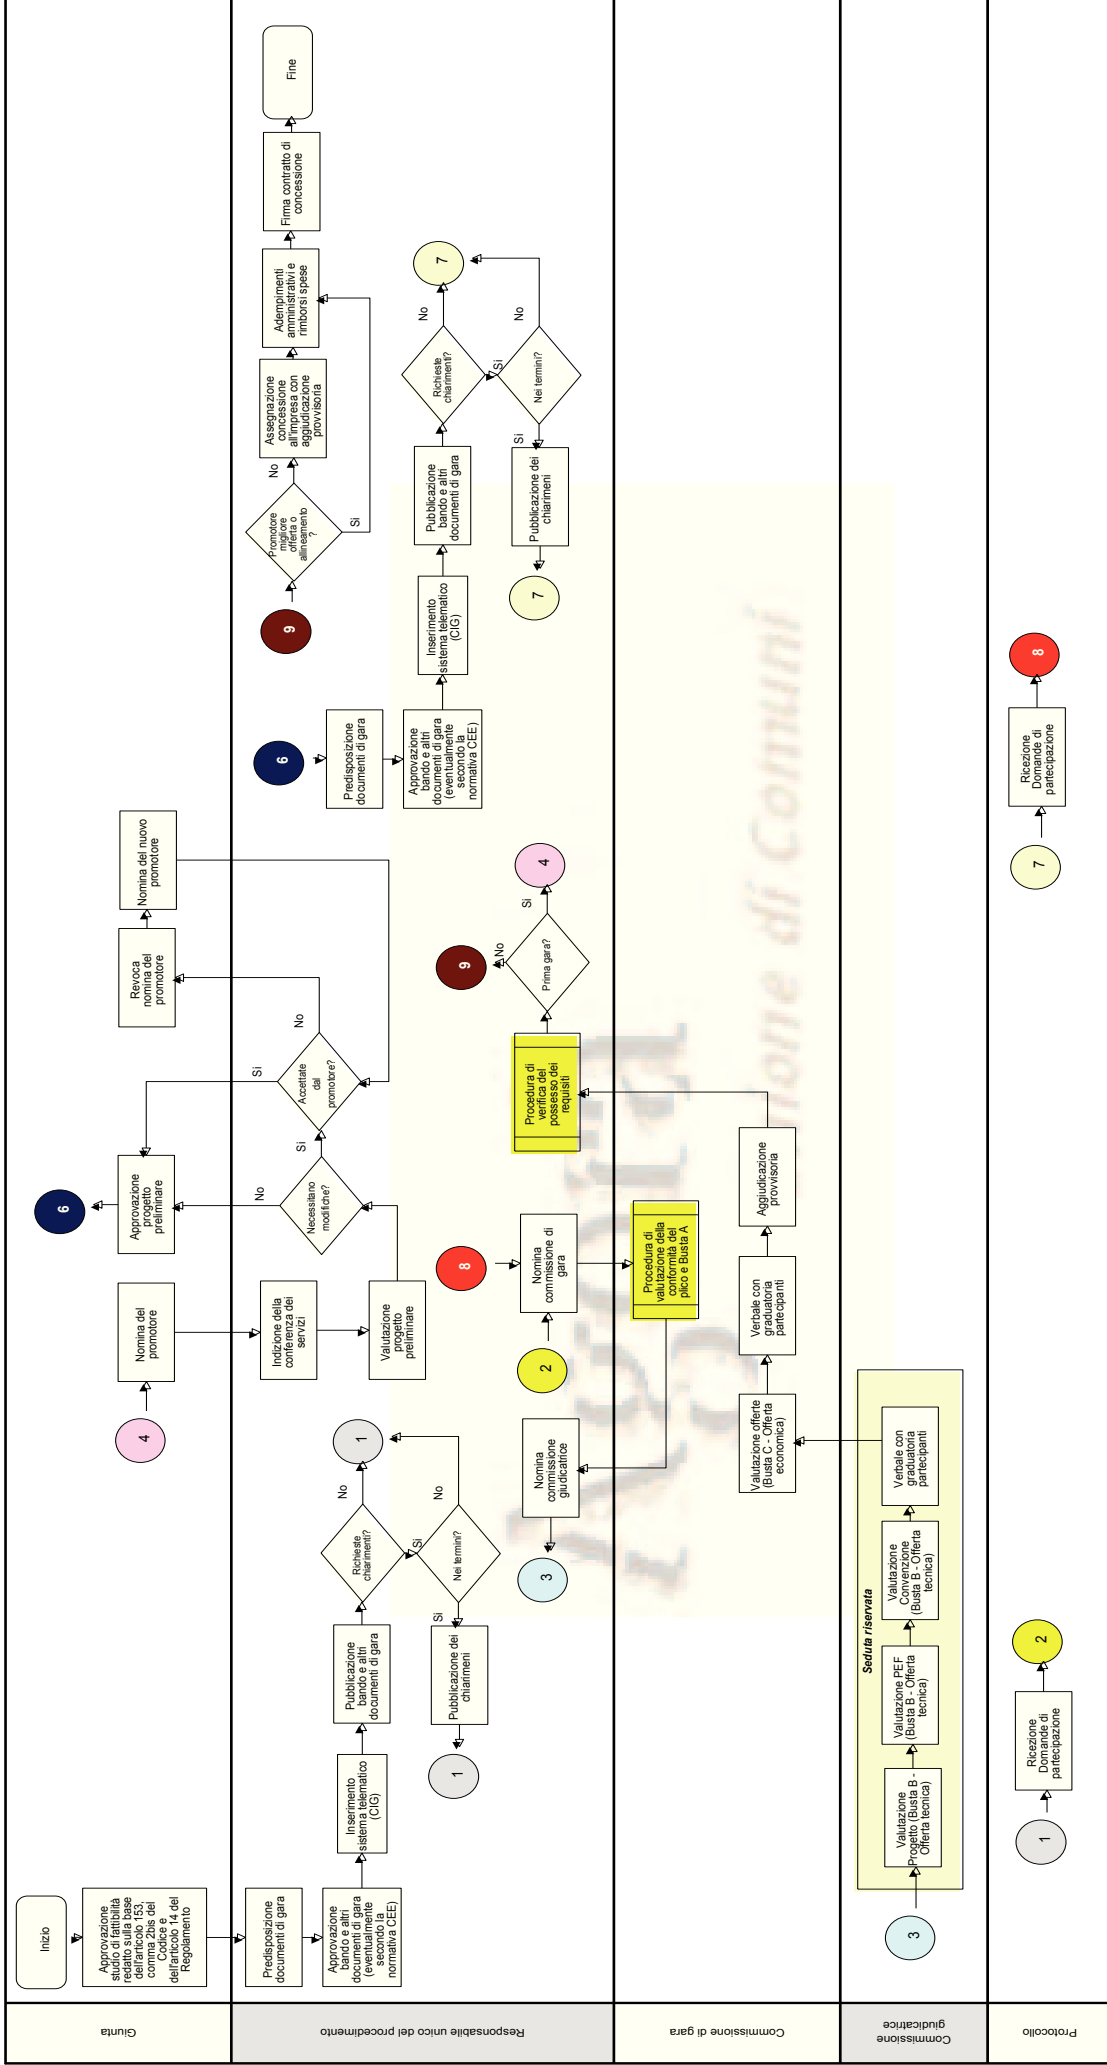 Giunta
Inizio
Approvazione
studio di fattibilità
redatto sulla base
dell'articolo 153,
comma 2bis del
Codice e
dell'articolo 14 del
Regolamento
4
Nomina del
promotore
6
Approvazione
progetto
preliminare
Revoca
nomina del
promotore
Nomina del nuovo
promotore
Responsabile unico del procedimento
Predisposizione
documenti di gara
Approvazione
bando e altri
documenti di gara
(eventualmente
secondo la
normativa CEE)
Inserimento
sistema telematico
(CIG)
Pubblicazione
bando e altri
documenti di gara
Richieste
chiarimenti?
No
1
Si
Nei termini?
No
Si
Pubblicazione dei
chiarimeni
1
Indizione della
conferenza dei
servizi
Valutazione
progetto
preliminare
Necessitano
modifiche?
No
Si
Accettate
dal
promotore?
Si
No
6
Predisposizione
documenti di gara
Approvazione
bando e altri
documenti di gara
(eventualmente
secondo la
normativa CEE)
Inserimento
sistema telematico
(CIG)
Pubblicazione
bando e altri
documenti di gara
Richieste
chiarimenti?
No
7
Si
Nei termini?
No
Si
Pubblicazione dei
chiarimeni
7
9
Promotore
migliore
offerta o
allineamento
?
No
Si
Assegnazione
concessione
all'impresa con
aggiudicazione
provvisoria
Adempimenti
amministrativi e
rimborsi spese
Firma contratto di
concessione
Fine
8
2
Nomina
commissione di
gara
Nomina
commissione
giudicatrice
3
Procedura di
verifica del
possesso dei
requisiti
Prima gara?
No
9
Si
4
Commissione di gara
Procedura di
valutazione della
conformità del
plico e Busta A
Valutazione offerte
(Busta C - Offerta
economica)
Verbale con
graduatoria
partecipanti
Aggiudicazione
provvisoria
Commissione
giudicatrice
Seduta riservata
3
Valutazione
Progetto (Busta B -
Offerta tecnica)
Valutazione PEF
(Busta B - Offerta
tecnica)
Valutazione
Convenzione
(Busta B - Offerta
tecnica)
Verbale con
graduatoria
partecipanti
Protocollo
1
Ricezione
Domande di
partecipazione
2
7
Ricezione
Domande di
partecipazione
8
di Comuni